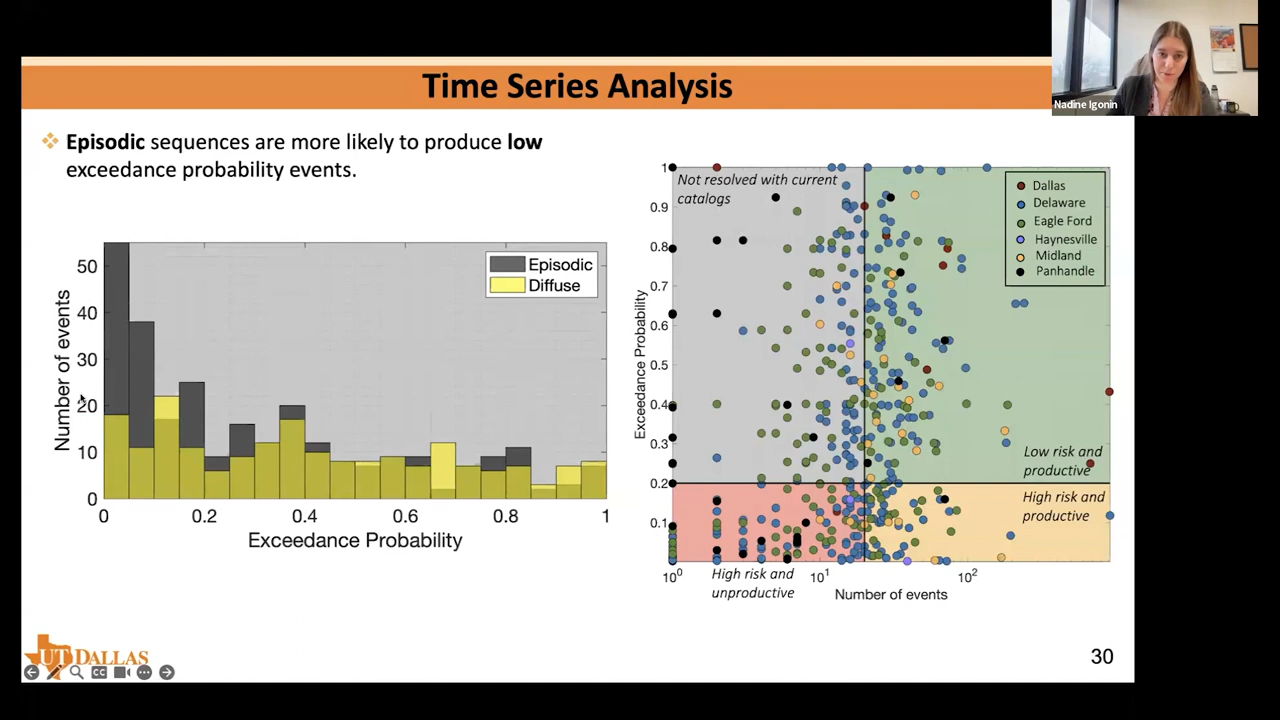 Nadine Igonin
Time Series Analysis
Episodic sequences are more likely to produce low
exceedance probability events.
50
40
30
20
10
0
Number of events
Episodic
Diffuse
0
0.2
0.4
0.6
0.8
1
Exceedance Probability
1
0.9
0.8
0.7
0.6
0.5
0.4
0.3
0.2
0.1
Exceedance Probability
Not resolved with current
catalogs
Dallas
Delaware
Eagle Ford
Haynesville
Midland
Panhandle
Low risk and
productive
High risk and
productive
10⁰
10¹
10²
High risk and
unproductive
Number of events
UT DALLAS
CC
30